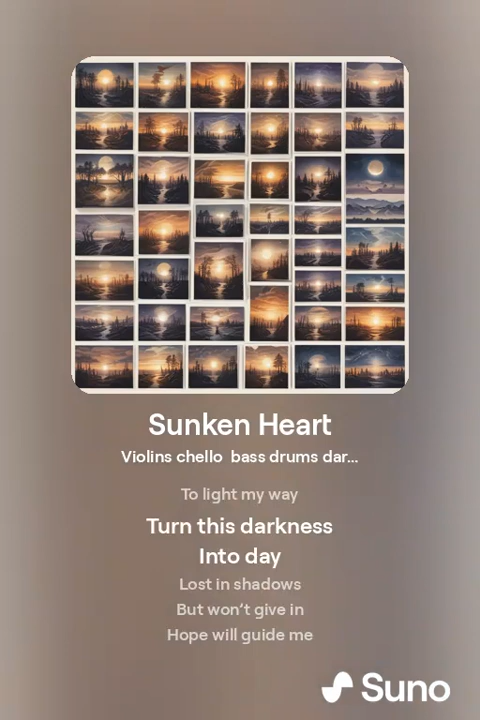 Sunken Heart
Violins chello bass drums dar...
To light my way
Turn this darkness
Into day
Lost in shadows
But won't give in
Hope will guide me
Suno